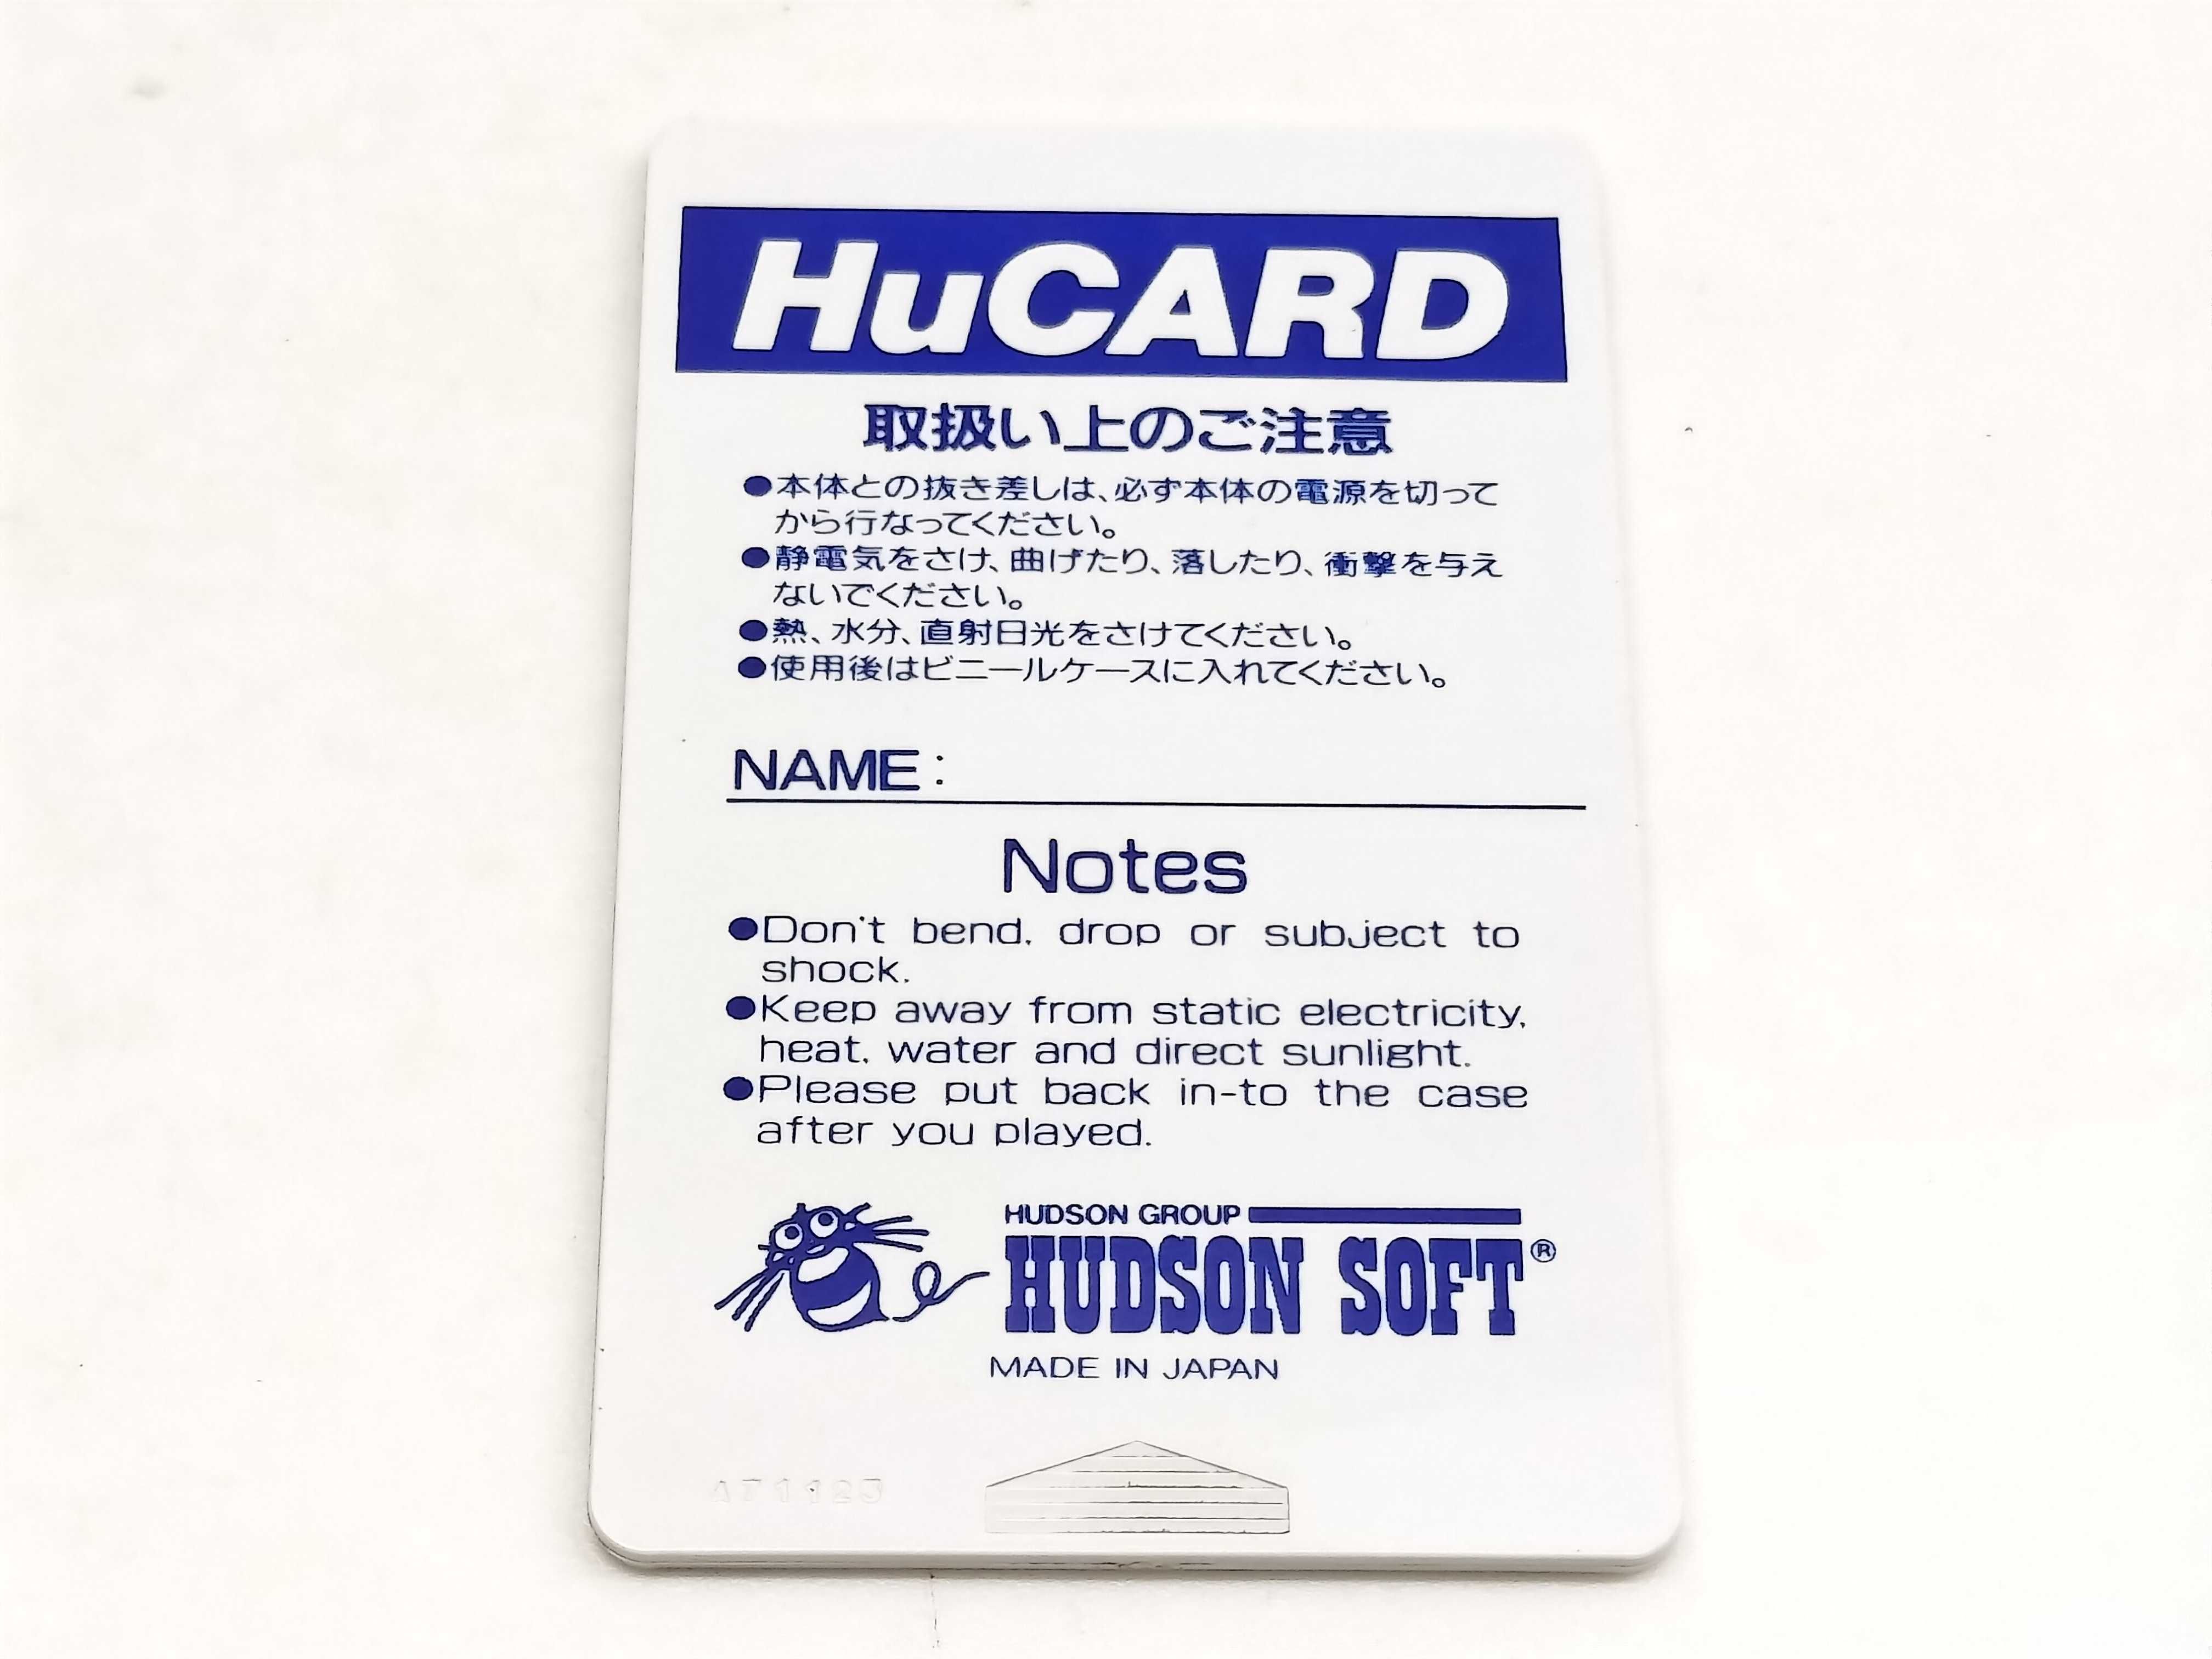 HuCARD
取扱い上のご注意
●本体との抜き差しは、必ず本体の電源を切って
から行なってください。
●静電気をさけ、曲げたり、落したり、衝撃を与え
ないでください。
●熱、水分、直射日光をさけてください。
●使用後はビニールケースに入れてください。
NAME:
Notes
●Don't bend, drop or subject to
shock.
●Keep away from static electricity,
heat, water and direct sunlight.
●Please put back in-to the case
after you played.
HUDSON GROUP
HUDSON SOFT®
MADE IN JAPAN